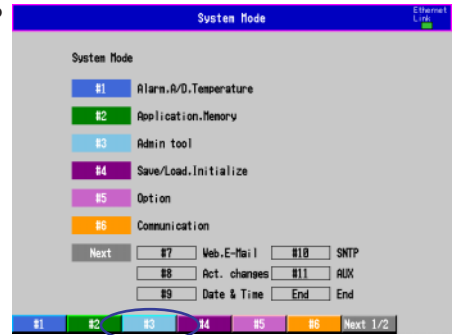 System Mode
Ethernet
Link
System Mode
#1 Alarm.A/D.Temperature
#2 Application.Memory
#3 Admin tool
#4 Save/Load.Initialize
#5 Option
#6 Communication
Next #7 Web.E-Mail #10 SNTP
#8 Act. changes #11 AUX
#9 Date & Time End End
#1 #2 #3 #4 #5 #6 Next 1/2